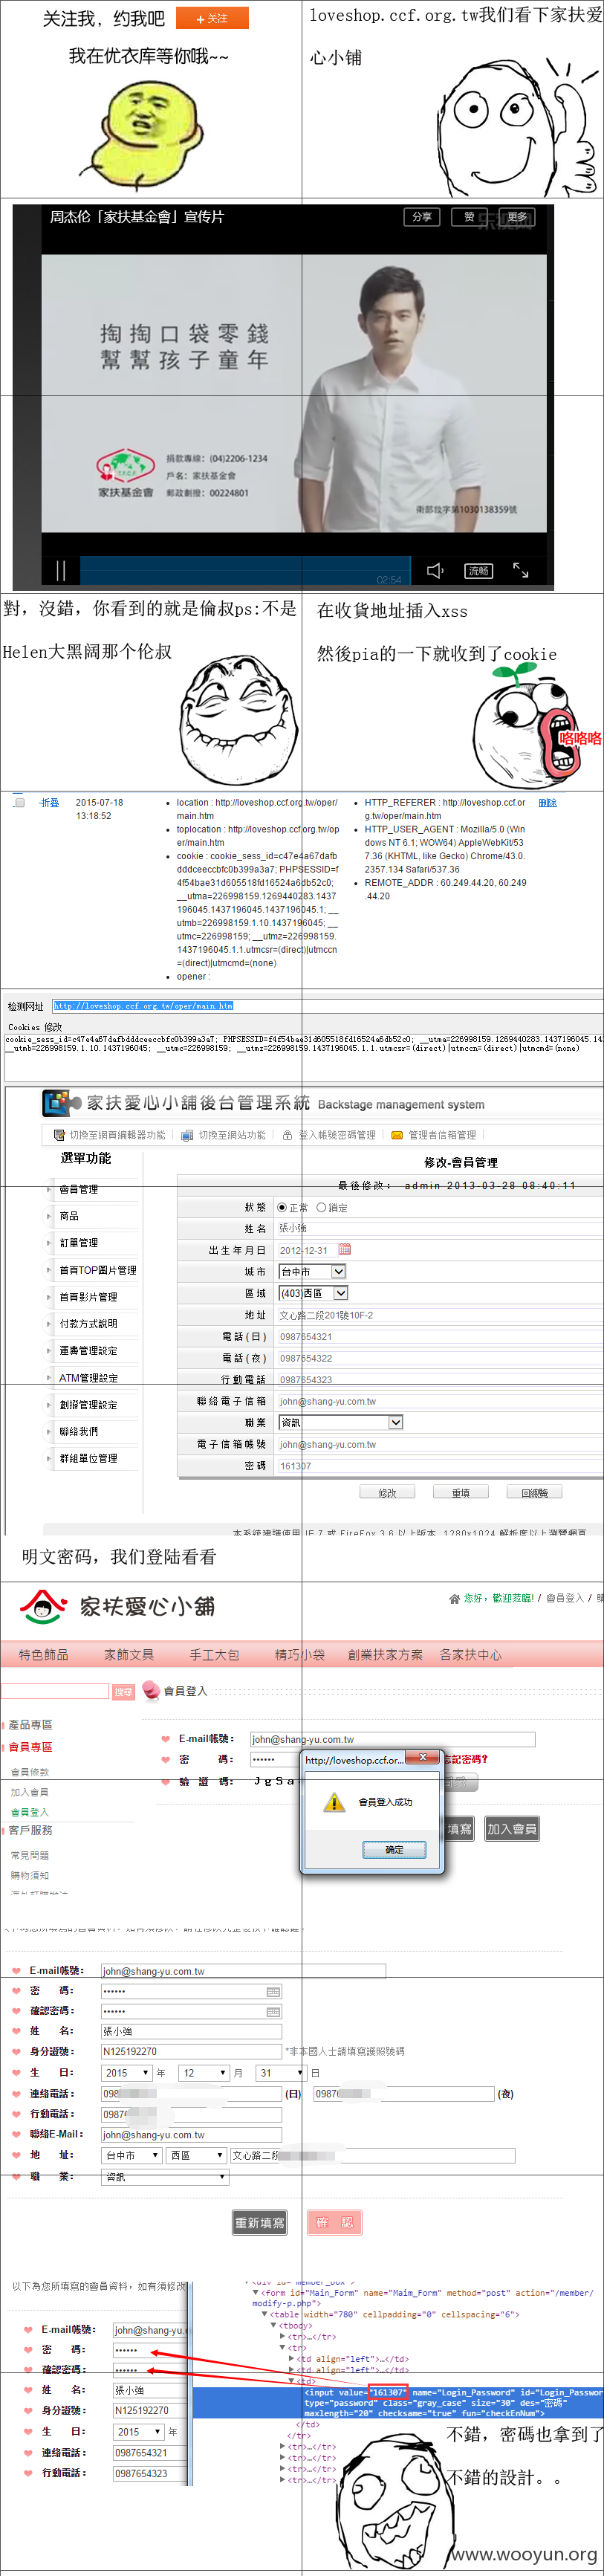 关注我，约我吧
+ 关注
我在优衣库等你哦~~
loveshop.ccf.org.tw我们看下家扶爱
心小铺
周杰伦「家扶基金會」宣传片
分享 赞 更多
乐视网
掏掏口袋零錢
幫幫孩子童年
捐款專線：(04)2206-1234
戶名：家扶基金會
郵政劃撥：00224801
家扶基金會
衛部救字第1030138359號
02:54
流畅
對，沒錯，你看到的就是倫叔ps:不是
Helen大黑阔那个伦叔
在收貨地址插入xss
然後pia的一下就收到了cookie
咯咯咯
-折叠
2015-07-18
13:18:52
location : http://loveshop.ccf.org.tw/oper/
main.htm
toplocation : http://loveshop.ccf.org.tw/op
er/main.htm
cookie : cookie_sess_id=c47e4a67dafb
dddceeccbfc0b399a3a7; PHPSESSID=f
4f54bae31d605518fd16524a6db52c0;
__utma=226998159.1269440283.1437196
045.1437196045.1437196045.1; __
utmb=226998159.1.10.1437196045; __
utmc=226998159; __utmz=226998159.
1437196045.1.1.utmcsr=(direct)|utmccn
=(direct)|utmcmd=(none)
opener :
HTTP_REFERER : http://loveshop.ccf.or
g.tw/oper/main.htm
HTTP_USER_AGENT : Mozilla/5.0 (Win
dows NT 6.1; WOW64) AppleWebKit/53
7.36 (KHTML, like Gecko) Chrome/43.0.
2357.134 Safari/537.36
REMOTE_ADDR : 60.249.44.20, 60.249
.44.20
删除
检测网址 http://loveshop.ccf.org.tw/oper/main.htm
Cookies 修改
cookie_sess_id=c47e4a67dafbdddceeccbfc0b399a3a7; PHPSESSID=f4f54bae31d605518fd16524a6db52c0; __utma=226998159.1269440283.1437196045.143
__utmb=226998159.1.10.1437196045; __utmc=226998159; __utmz=226998159.1437196045.1.1.utmcsr=(direct)|utmccn=(direct)|utmcmd=(none)
家扶愛心小舖後台管理系統 Backstage management system
切換至網頁編輯器功能 切換至網站功能 登入帳號密碼管理 管理者信箱管理
選單功能
會員管理
商品
訂單管理
首頁TOP圖片管理
首頁影片管理
付款方式說明
運費管理設定
ATM管理設定
劃撥管理設定
聯絡我們
群組單位管理
修改-會員管理
最後修改： admin 2013-03-28 08:40:11
狀態 正常 鎖定
姓名 張小強
出生年月日 2012-12-31
城市 台中市
區域 (403)西區
地址 文心路二段201號10F-2
電話(日) 0987654321
電話(夜) 0987654322
行動電話 0987654323
聯絡電子信箱 john@shang-yu.com.tw
職業 資訊
電子信箱帳號 john@shang-yu.com.tw
密碼 161307
修改 重填 回總覽
本系統建議使用 IE 7 或 FireFox 3.6 以上版本, 1280x1024 解析度以上瀏覽網頁
明文密码，我们登陆看看
家扶愛心小舖
您好，歡迎蒞臨! / 會員登入 /
特色飾品 家飾文具 手工大包 精巧小袋 創業扶家方案 各家扶中心
搜尋
產品專區
會員專區
會員條款
加入會員
會員登入
客戶服務
常見問題
購物須知
會員登入
E-mail帳號： john@shang-yu.com.tw
密 碼： ••••••
忘記密碼?
驗 證 碼： JgSa
http://loveshop.ccf.or...
會員登入成功
确定
填寫 加入會員
E-mail帳號： john@shang-yu.com.tw
密 碼： ••••••
確認密碼： ••••••
姓 名： 張小強
身分證號： N125192270 *非本國人士請填寫護照號碼
生 日： 2015 年 12 月 31 日
連絡電話： 098 (日) 0987 (夜)
行動電話： 0987
聯絡E-Mail： john@shang-yu.com.tw
地 址： 台中市 西區 文心路二段
職 業： 資訊
重新填寫 確 認
以下為您所填寫的會員資料，如有須修改
E-mail帳號： john@shang-yu.c
密 碼： ••••••
確認密碼： ••••••
姓 名： 張小強
身分證號： N125192270
生 日： 2015 年
連絡電話： 0987654321
行動電話： 0987654323
<div id="member_box">
▼<form id="Main_Form" name="Maim_Form" method="post" action="/member/
modify-p.php">
▼<table width="780" cellpadding="0" cellspacing="6">
▼<tbody>
▶<tr>…</tr>
▼<tr>
▶<td align="left">…</td>
▶<td align="left">…</td>
▼<td>
<input value="161307" name="Login_Password" id="Login_Passwor
type="password" class="gray_case" size="30" des="密碼"
maxlength="20" checksame="true" fun="checkEnNum">
</td>
</tr>
▶<tr>…</tr>
▶<tr>…</tr>
▶<tr>…</tr>
▶<tr>…</tr>
不錯，密碼也拿到了
不錯的設計。。
www.wooyun.org